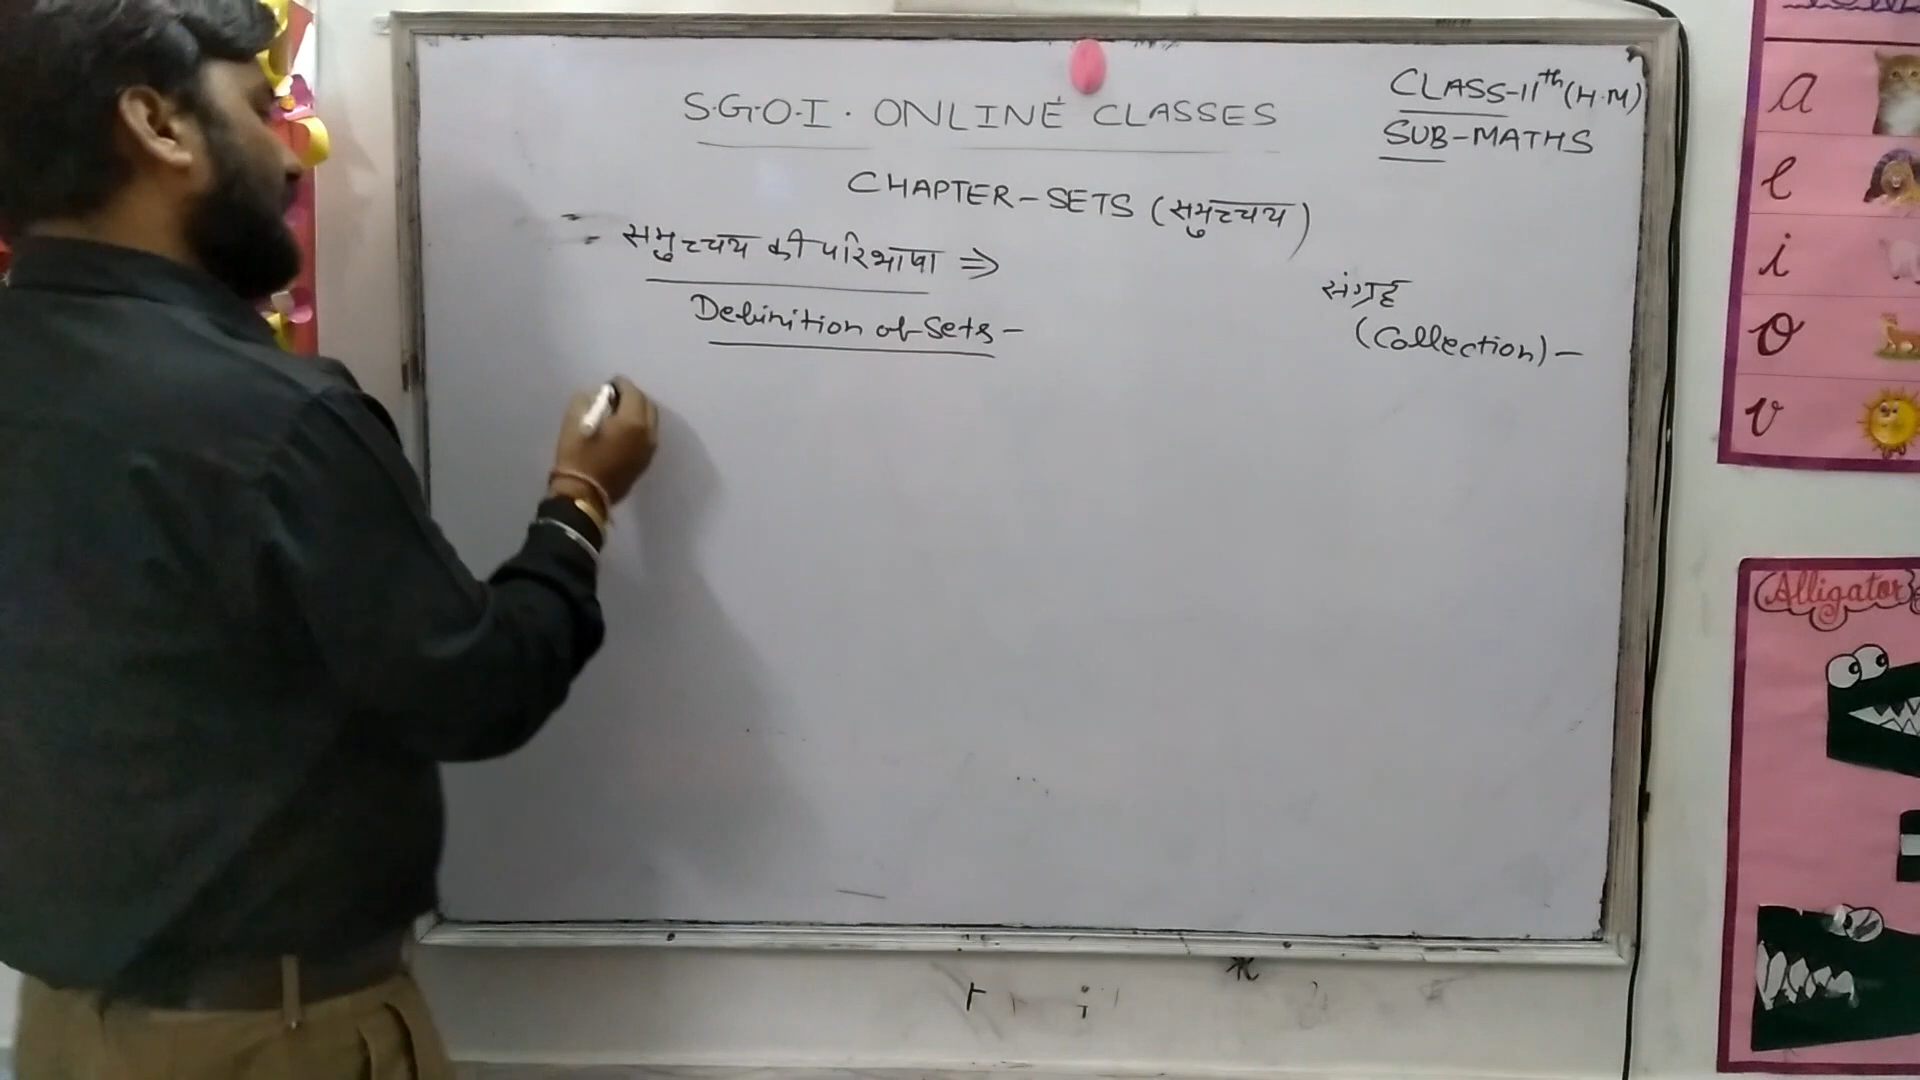 S.G.O.I. ONLINE CLASSES
CLASS-11th (H.M)
SUB-MATHS
CHAPTER-SETS (समुच्चय)
समुच्चय की परिभाषा ⇒
Definition of Sets-
संग्रह
(Collection)-
a
e
i
o
v
Alligator